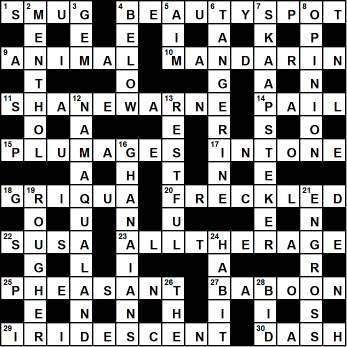 1 S 2 M U 3 G 4 B E 5 A U 6 T Y 7 S P 8 O T
E E E I A K P
9 A N I M A L 10 M A N D A R I N
T O G A N
11 S H A 12 N E W A 13 R N E 14 P A I L
O A E R S O
15 P L U M A 16 G E S 17 I N T O N E
A H T N E
18 G 19 R I Q U A 20 F R E C K L 21 E D
O U N U E N
22 S U S A 23 A L L T 24 H E R A G E
G L I A R
25 P H E A S A N 26 T 27 B A 28 B O O N
E N N H I I S
29 I R I D E S C E N T 30 D A S H